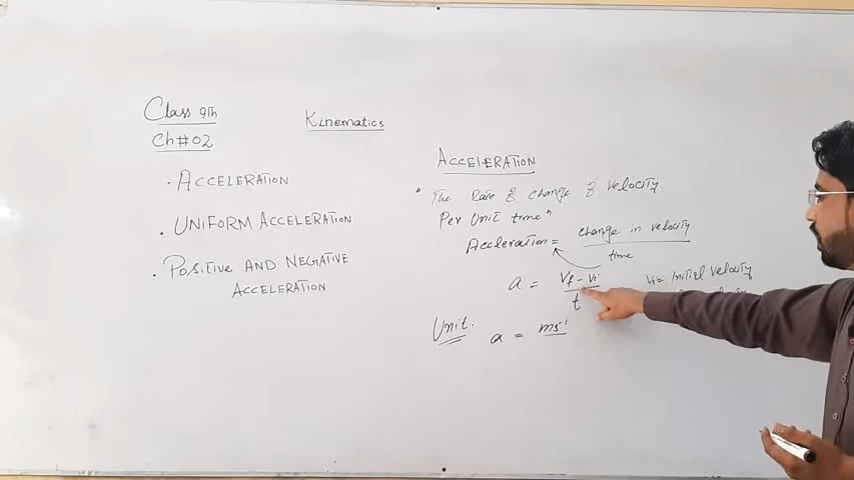 Class 9th
Ch#02
Kinematics
• ACCELERATION
• UNIFORM ACCELERATION
• POSITIVE AND NEGATIVE
ACCELERATION
ACCELERATION
" The Rate of change of velocity
Per Unit time "
Acceleration = change in velocity
time
a = Vf - Vi
t
Vi = Initial velocity
Unit:
a = ms⁻¹